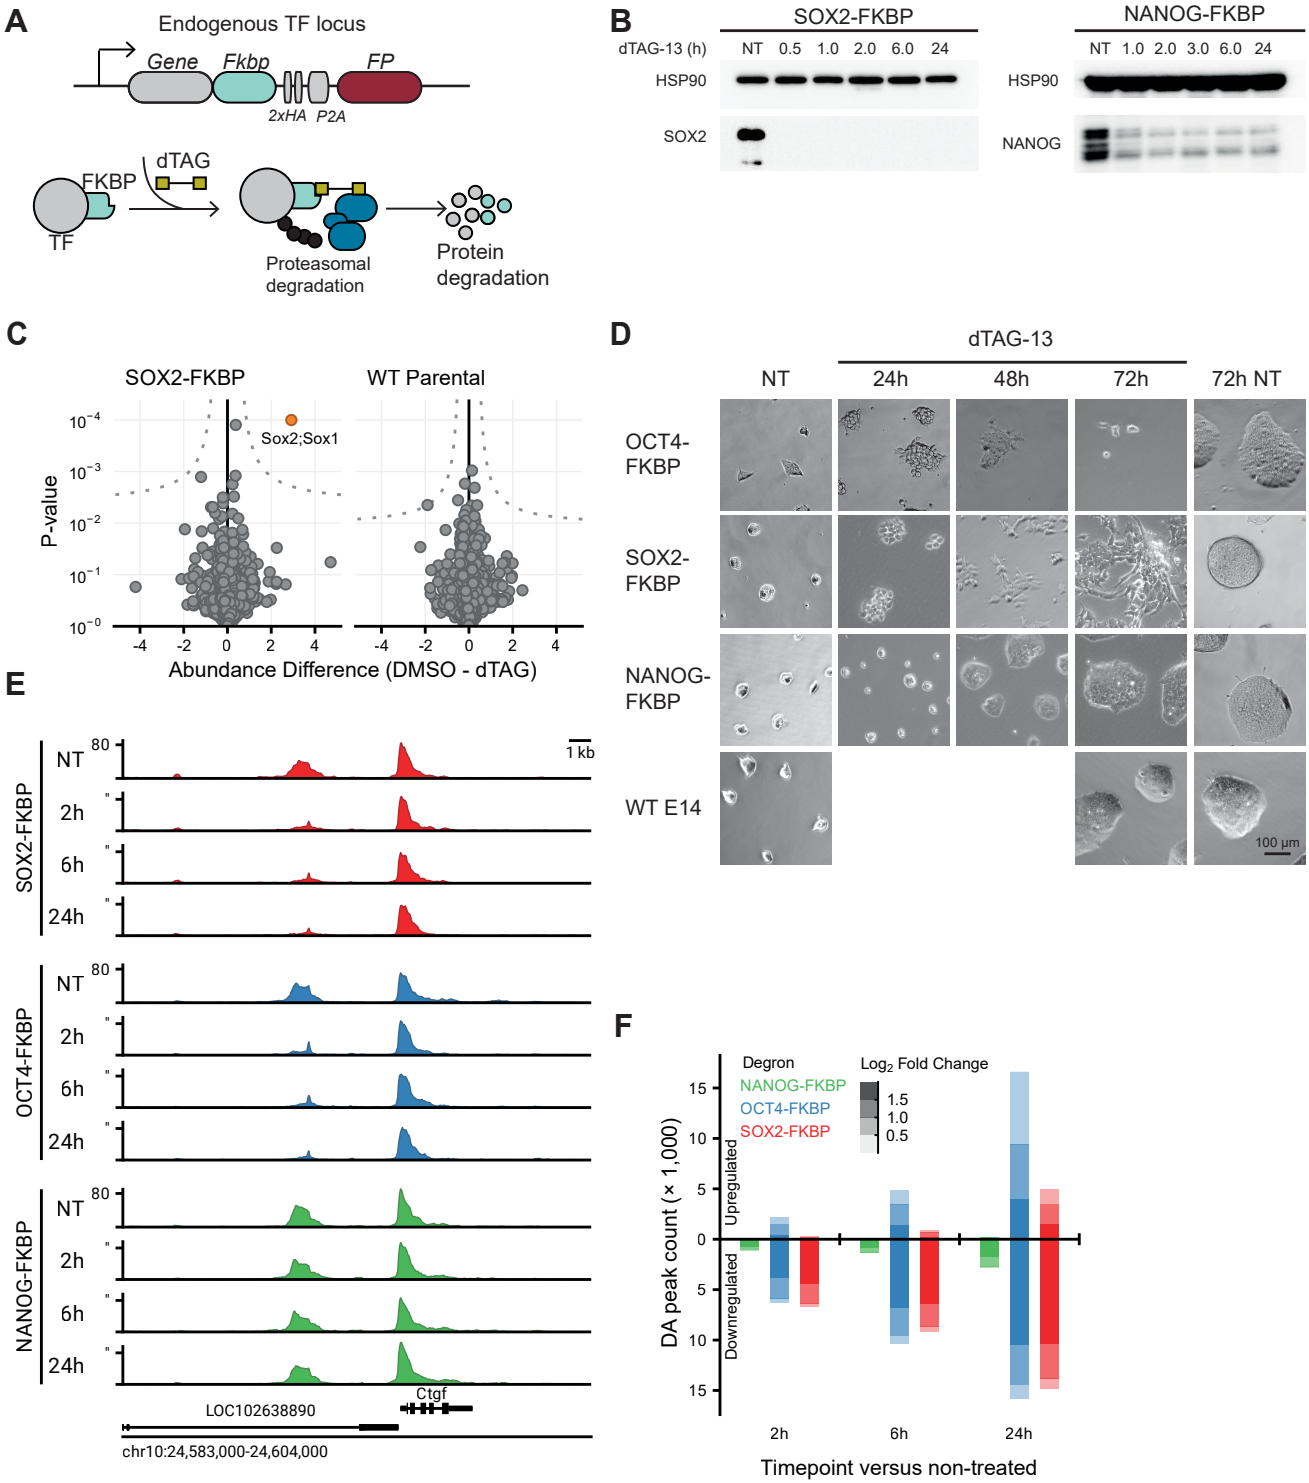 A
Endogenous TF locus
Gene
Fkbp
FP
2xHA
P2A
dTAG
FKBP
TF
Proteasomal
degradation
Protein
degradation
B
SOX2-FKBP
NANOG-FKBP
dTAG-13 (h)
NT 0.5 1.0 2.0 6.0 24
NT 1.0 2.0 3.0 6.0 24
HSP90
HSP90
SOX2
NANOG
C
SOX2-FKBP
WT Parental
P-value
10⁻⁴
10⁻³
10⁻²
10⁻¹
10⁻⁰
Sox2;Sox1
-4 -2 0 2 4
-4 -2 0 2 4
Abundance Difference (DMSO - dTAG)
D
dTAG-13
NT
24h
48h
72h
72h NT
OCT4-
FKBP
SOX2-
FKBP
NANOG-
FKBP
WT E14
100 µm
E
1 kb
SOX2-FKBP
NT
80
2h "
6h "
24h "
OCT4-FKBP
NT
80
2h "
6h "
24h "
NANOG-FKBP
NT
80
2h "
6h "
24h "
Ctgf
LOC102638890
chr10:24,583,000-24,604,000
F
Degron
NANOG-FKBP
OCT4-FKBP
SOX2-FKBP
Log₂ Fold Change
1.5
1.0
0.5
DA peak count (× 1,000)
Upregulated
Downregulated
15
10
5
0
5
10
15
2h
6h
24h
Timepoint versus non-treated